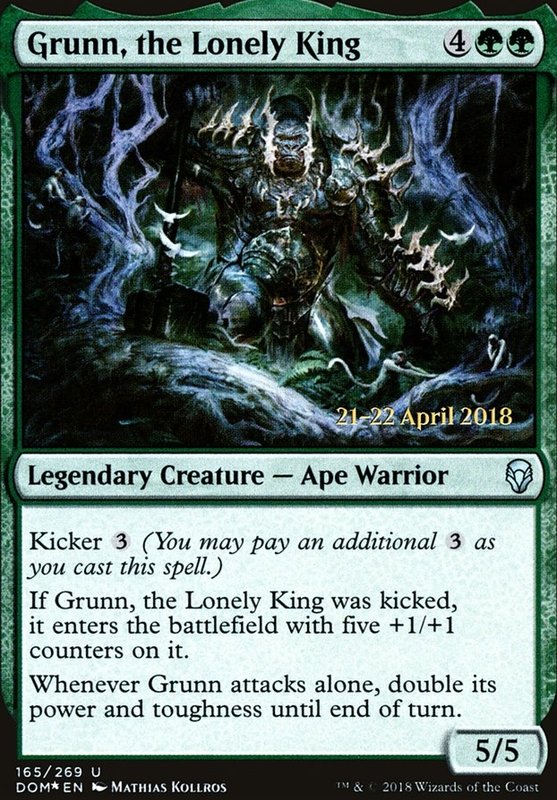 Grunn, the Lonely King 4
21–22 April 2018
Legendary Creature — Ape Warrior
Kicker 3 (You may pay an additional 3 as
you cast this spell.)
If Grunn, the Lonely King was kicked,
it enters the battlefield with five +1/+1
counters on it.
Whenever Grunn attacks alone, double its
power and toughness until end of turn.
5/5
165/269 U
DOM★EN Mathias Kollros
™ & © 2018 Wizards of the Coast